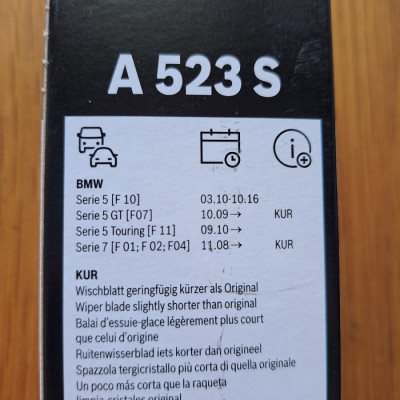 A 523 S
BMW
Serie 5 [F 10] 03.10-10.16
Serie 5 GT [F07] 10.09→ KUR
Serie 5 Touring [F 11] 09.10→
Serie 7 [F 01; F 02; F04] 11.08→ KUR
KUR
Wischblatt geringfügig kürzer als Original
Wiper blade slightly shorter than original
Balai d'essuie-glace légèrement plus court
que celui d'origine
Ruitenwisserblad iets korter dan origineel
Spazzola tergicristallo più corta di quella originale
Un poco más corta que la raqueta
limpia cristales original